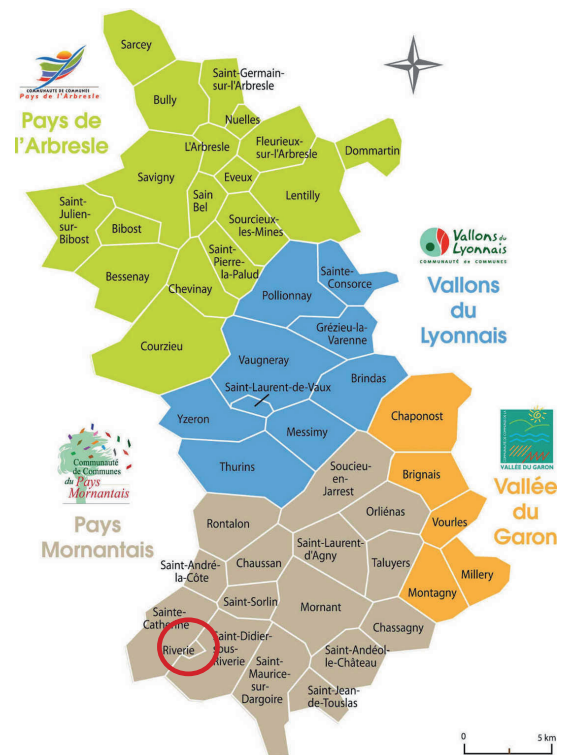 Sarcey
COMMUNAUTÉ DE COMMUNES
Pays de l'Arbresle
Saint-Germain-
sur-l'Arbresle
Bully
Pays de
l'Arbresle
Nuelles
L'Arbresle
Fleurieux-
sur-l'Arbresle
Dommartin
Savigny
Eveux
Sain
Bel
Lentilly
Saint-
Julien-
sur-
Bibost
Bibost
Sourcieux-
les-Mines
Vallons du
Lyonnais
COMMUNAUTÉ DE COMMUNES
Saint-
Pierre-
la-Palud
Bessenay
Chevinay
Sainte-
Consorce
Pollionnay
Vallons
du
Lyonnais
Grézieu-la-
Varenne
Courzieu
Vaugneray
Saint-Laurent-de-Vaux
Brindas
Chaponost
Yzeron
Messimy
Communauté
de Communes
du Pays
Mornantais
VALLÉE DU GARON
Thurins
Soucieu-
en-
Jarrest
Brignais
Vallée
du
Garon
Pays
Mornantais
Rontalon
Orliénas
Vourles
Saint-Laurent-
d'Agny
Saint-André-
la-Côte
Chaussan
Taluyers
Millery
Montagny
Saint-Sorlin
Mornant
Sainte-
Catherine
Chassagny
Riverie
Saint-Didier-
sous-
Riverie
Saint-Andéol-
le-Château
Saint-
Maurice-
sur-
Dargoire
Saint-Jean-
de-Touslas
0 5 km